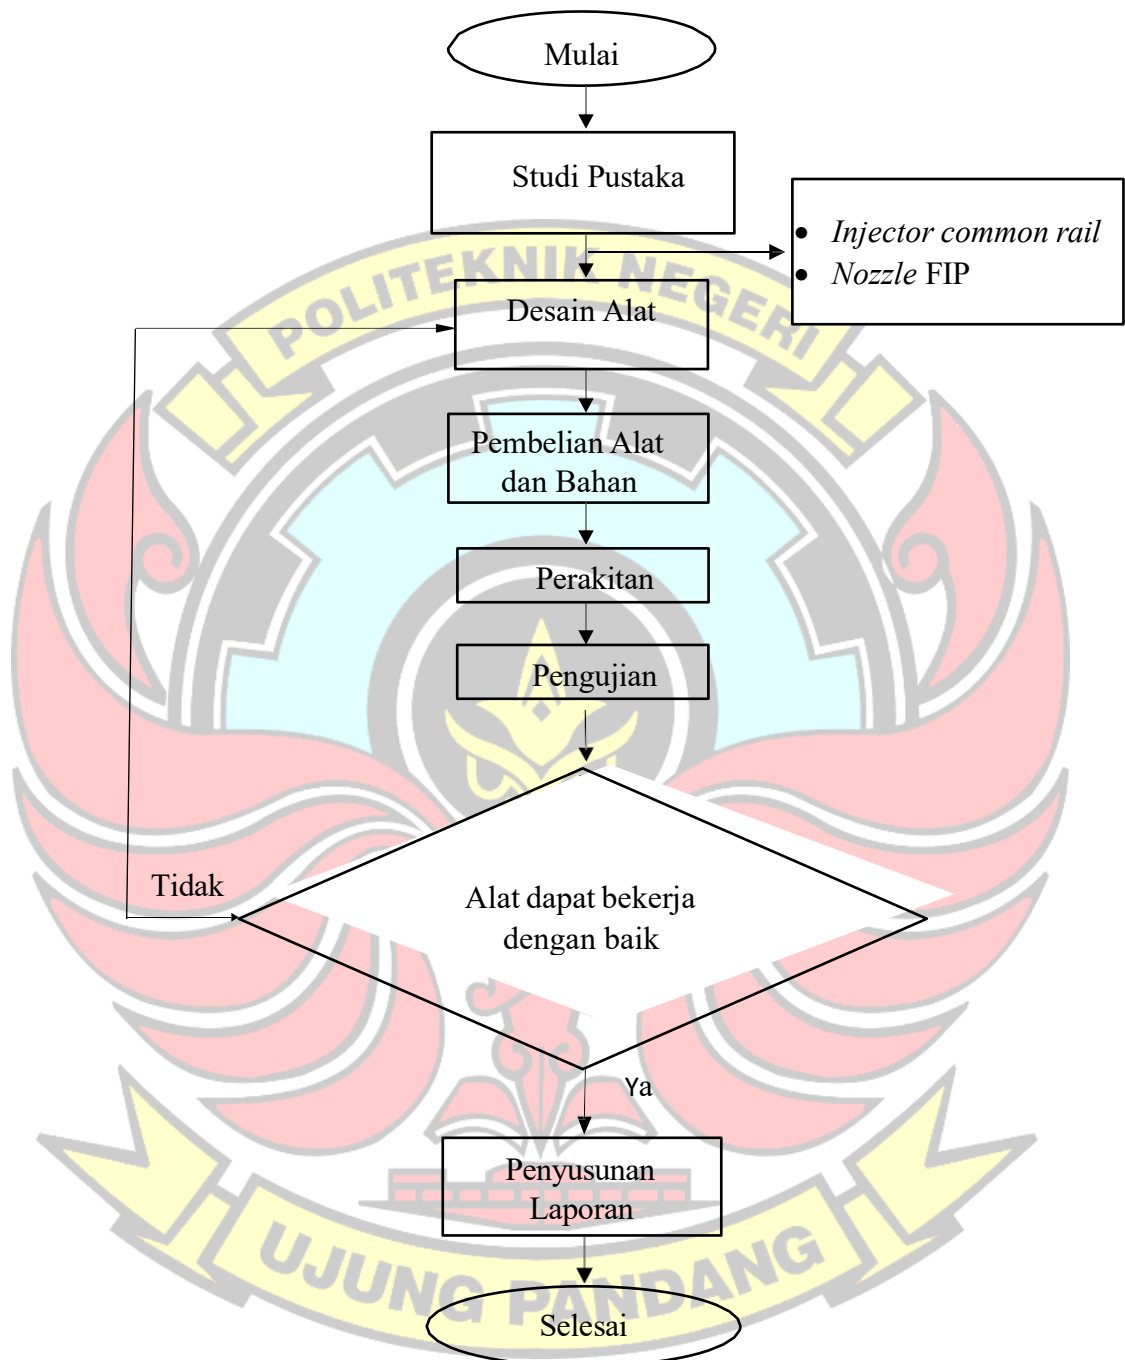 Mulai
Studi Pustaka
• Injector common rail
• Nozzle FIP
POLITEKNIK NEGERI
Desain Alat
Pembelian Alat
dan Bahan
Perakitan
Pengujian
Tidak
Alat dapat bekerja
dengan baik
Ya
Penyusunan
Laporan
UJUNG PANDANG
Selesai